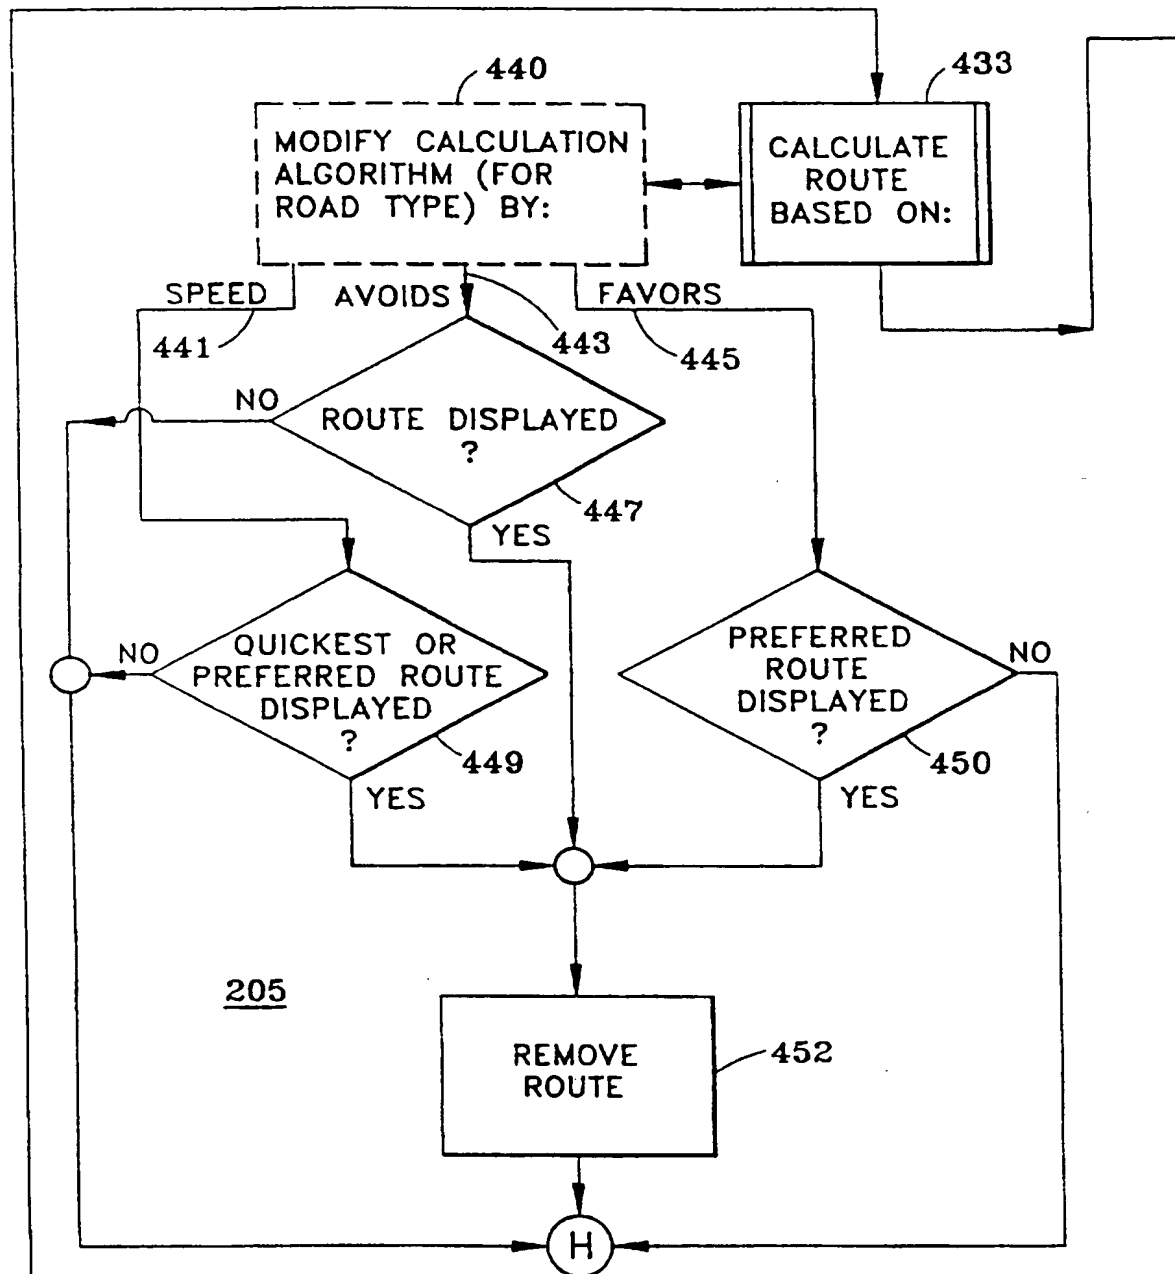 440
433
MODIFY CALCULATION
ALGORITHM (FOR
ROAD TYPE) BY:
CALCULATE
ROUTE
BASED ON:
SPEED
AVOIDS
FAVORS
441
443
445
NO
ROUTE DISPLAYED
?
447
YES
NO
QUICKEST OR
PREFERRED ROUTE
DISPLAYED
?
449
YES
PREFERRED
ROUTE
DISPLAYED
?
NO
450
YES
205
REMOVE
ROUTE
452
H